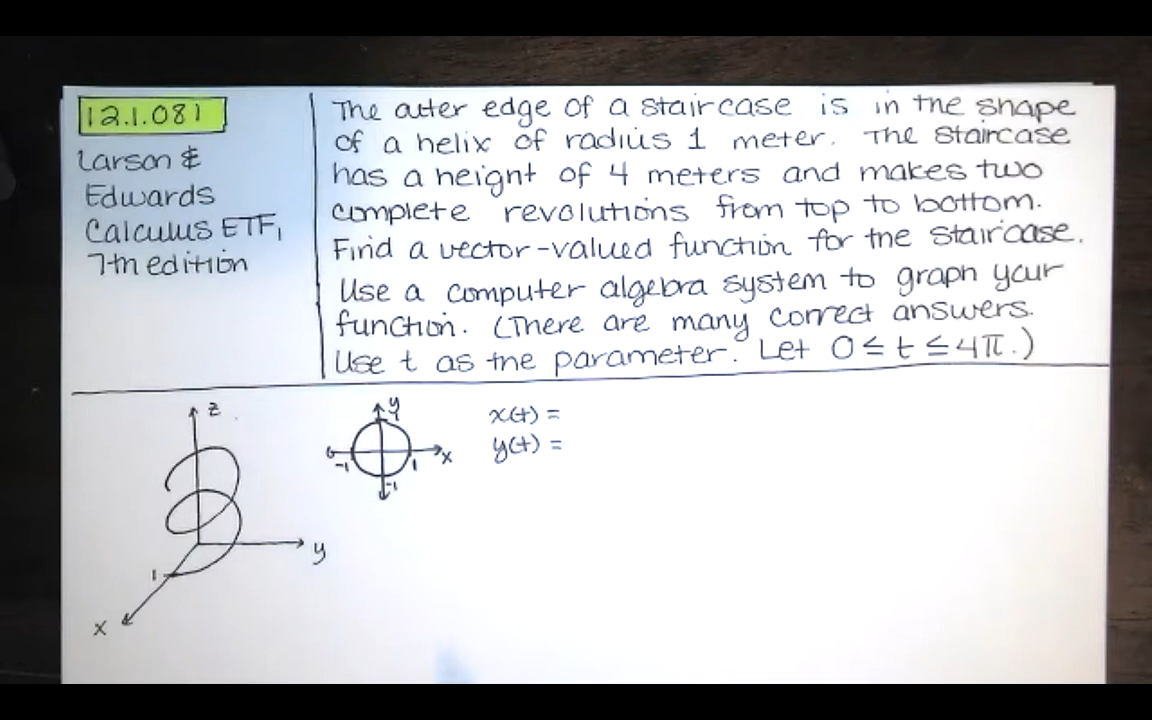 12.1.081
Larson &
Edwards
Calculus ETF,
7th edition
The outer edge of a staircase is in the shape
of a helix of radius 1 meter. The staircase
has a height of 4 meters and makes two
complete revolutions from top to bottom.
Find a vector-valued function for the staircase.
Use a computer algebra system to graph your
function. (There are many correct answers.
Use t as the parameter. Let 0 ≤ t ≤ 4π.)
z
y
x
1
y
x
-1
1
-1
x(t) =
y(t) =